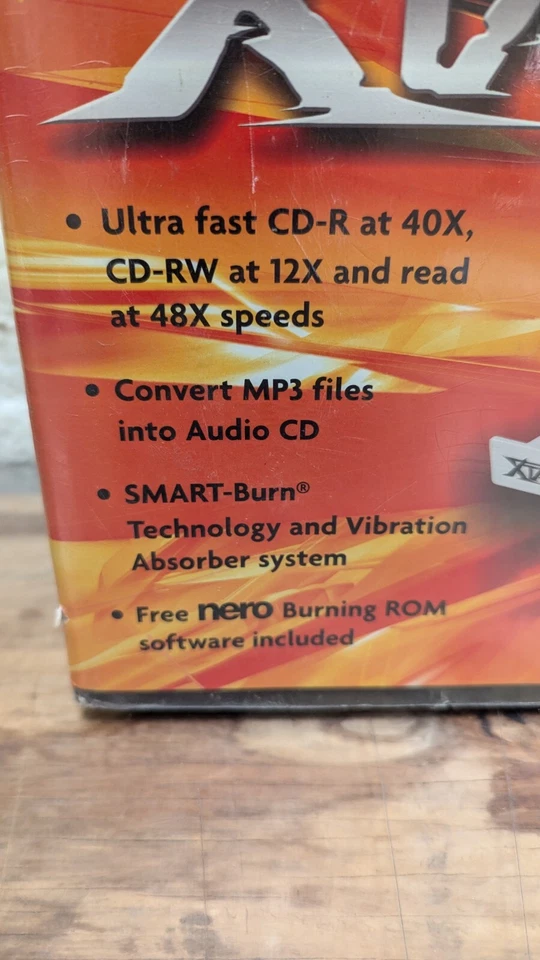 • Ultra fast CD-R at 40X,
CD-RW at 12X and read
at 48X speeds
• Convert MP3 files
into Audio CD
• SMART-Burn®
Technology and Vibration
Absorber system
• Free nero Burning ROM
software included